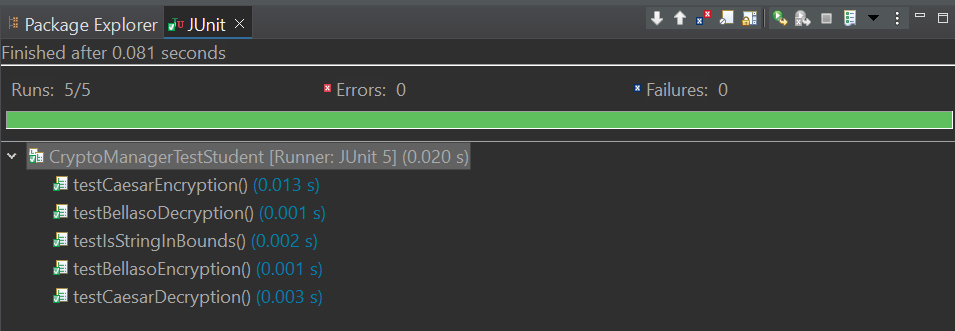 Package Explorer JUnit
Finished after 0.081 seconds
Runs: 5/5 Errors: 0 Failures: 0
CryptoManagerTestStudent [Runner: JUnit 5] (0.020 s)
testCaesarEncryption() (0.013 s)
testBellasoDecryption() (0.001 s)
testIsStringInBounds() (0.002 s)
testBellasoEncryption() (0.001 s)
testCaesarDecryption() (0.003 s)